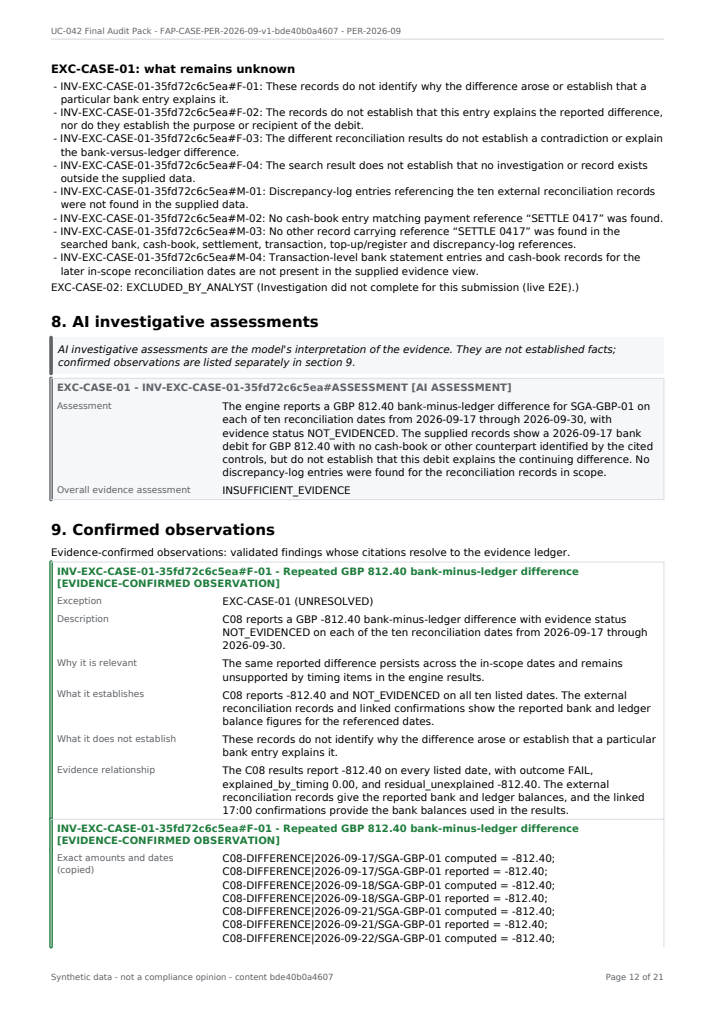 UC-042 Final Audit Pack - FAP-CASE-PER-2026-09-v1-bde40b0a4607 - PER-2026-09
EXC-CASE-01: what remains unknown
- INV-EXC-CASE-01-35fd72c6c5ea#F-01: These records do not identify why the difference arose or establish that a
particular bank entry explains it.
- INV-EXC-CASE-01-35fd72c6c5ea#F-02: The records do not establish that this entry explains the reported difference,
nor do they establish the purpose or recipient of the debit.
- INV-EXC-CASE-01-35fd72c6c5ea#F-03: The different reconciliation results do not establish a contradiction or explain
the bank-versus-ledger difference.
- INV-EXC-CASE-01-35fd72c6c5ea#F-04: The search result does not establish that no investigation or record exists
outside the supplied data.
- INV-EXC-CASE-01-35fd72c6c5ea#M-01: Discrepancy-log entries referencing the ten external reconciliation records
were not found in the supplied data.
- INV-EXC-CASE-01-35fd72c6c5ea#M-02: No cash-book entry matching payment reference “SETTLE 0417” was found.
- INV-EXC-CASE-01-35fd72c6c5ea#M-03: No other record carrying reference “SETTLE 0417” was found in the
searched bank, cash-book, settlement, transaction, top-up/register and discrepancy-log references.
- INV-EXC-CASE-01-35fd72c6c5ea#M-04: Transaction-level bank statement entries and cash-book records for the
later in-scope reconciliation dates are not present in the supplied evidence view.
EXC-CASE-02: EXCLUDED_BY_ANALYST (Investigation did not complete for this submission (live E2E).)
8. AI investigative assessments
AI investigative assessments are the model's interpretation of the evidence. They are not established facts;
confirmed observations are listed separately in section 9.
EXC-CASE-01 - INV-EXC-CASE-01-35fd72c6c5ea#ASSESSMENT [AI ASSESSMENT]
Assessment
The engine reports a GBP 812.40 bank-minus-ledger difference for SGA-GBP-01 on
each of ten reconciliation dates from 2026-09-17 through 2026-09-30, with
evidence status NOT_EVIDENCED. The supplied records show a 2026-09-17 bank
debit for GBP 812.40 with no cash-book or other counterpart identified by the cited
controls, but do not establish that this debit explains the continuing difference. No
discrepancy-log entries were found for the reconciliation records in scope.
Overall evidence assessment
INSUFFICIENT_EVIDENCE
9. Confirmed observations
Evidence-confirmed observations: validated findings whose citations resolve to the evidence ledger.
INV-EXC-CASE-01-35fd72c6c5ea#F-01 - Repeated GBP 812.40 bank-minus-ledger difference
[EVIDENCE-CONFIRMED OBSERVATION]
Exception
EXC-CASE-01 (UNRESOLVED)
Description
C08 reports a GBP -812.40 bank-minus-ledger difference with evidence status
NOT_EVIDENCED on each of the ten reconciliation dates from 2026-09-17 through
2026-09-30.
Why it is relevant
The same reported difference persists across the in-scope dates and remains
unsupported by timing items in the engine results.
What it establishes
C08 reports -812.40 and NOT_EVIDENCED on all ten listed dates. The external
reconciliation records and linked confirmations show the reported bank and ledger
balance figures for the referenced dates.
What it does not establish
These records do not identify why the difference arose or establish that a particular
bank entry explains it.
Evidence relationship
The C08 results report -812.40 on every listed date, with outcome FAIL,
explained_by_timing 0.00, and residual_unexplained -812.40. The external
reconciliation records give the reported bank and ledger balances, and the linked
17:00 confirmations provide the bank balances used in the results.
INV-EXC-CASE-01-35fd72c6c5ea#F-01 - Repeated GBP 812.40 bank-minus-ledger difference
[EVIDENCE-CONFIRMED OBSERVATION]
Exact amounts and dates
(copied)
C08-DIFFERENCE|2026-09-17/SGA-GBP-01 computed = -812.40;
C08-DIFFERENCE|2026-09-17/SGA-GBP-01 reported = -812.40;
C08-DIFFERENCE|2026-09-18/SGA-GBP-01 computed = -812.40;
C08-DIFFERENCE|2026-09-18/SGA-GBP-01 reported = -812.40;
C08-DIFFERENCE|2026-09-21/SGA-GBP-01 computed = -812.40;
C08-DIFFERENCE|2026-09-21/SGA-GBP-01 reported = -812.40;
C08-DIFFERENCE|2026-09-22/SGA-GBP-01 computed = -812.40;
Synthetic data - not a compliance opinion - content bde40b0a4607
Page 12 of 21